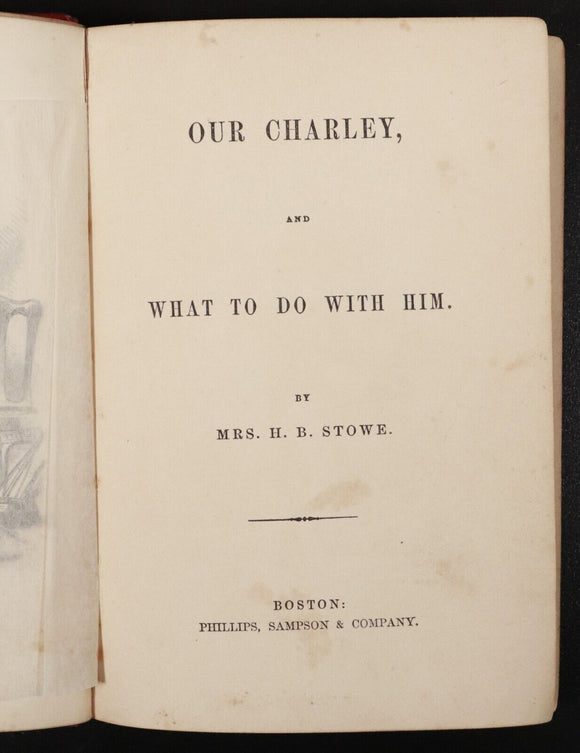 OUR CHARLEY,
AND
WHAT TO DO WITH HIM.
BY
MRS. H. B. STOWE.
BOSTON:
PHILLIPS, SAMPSON & COMPANY.